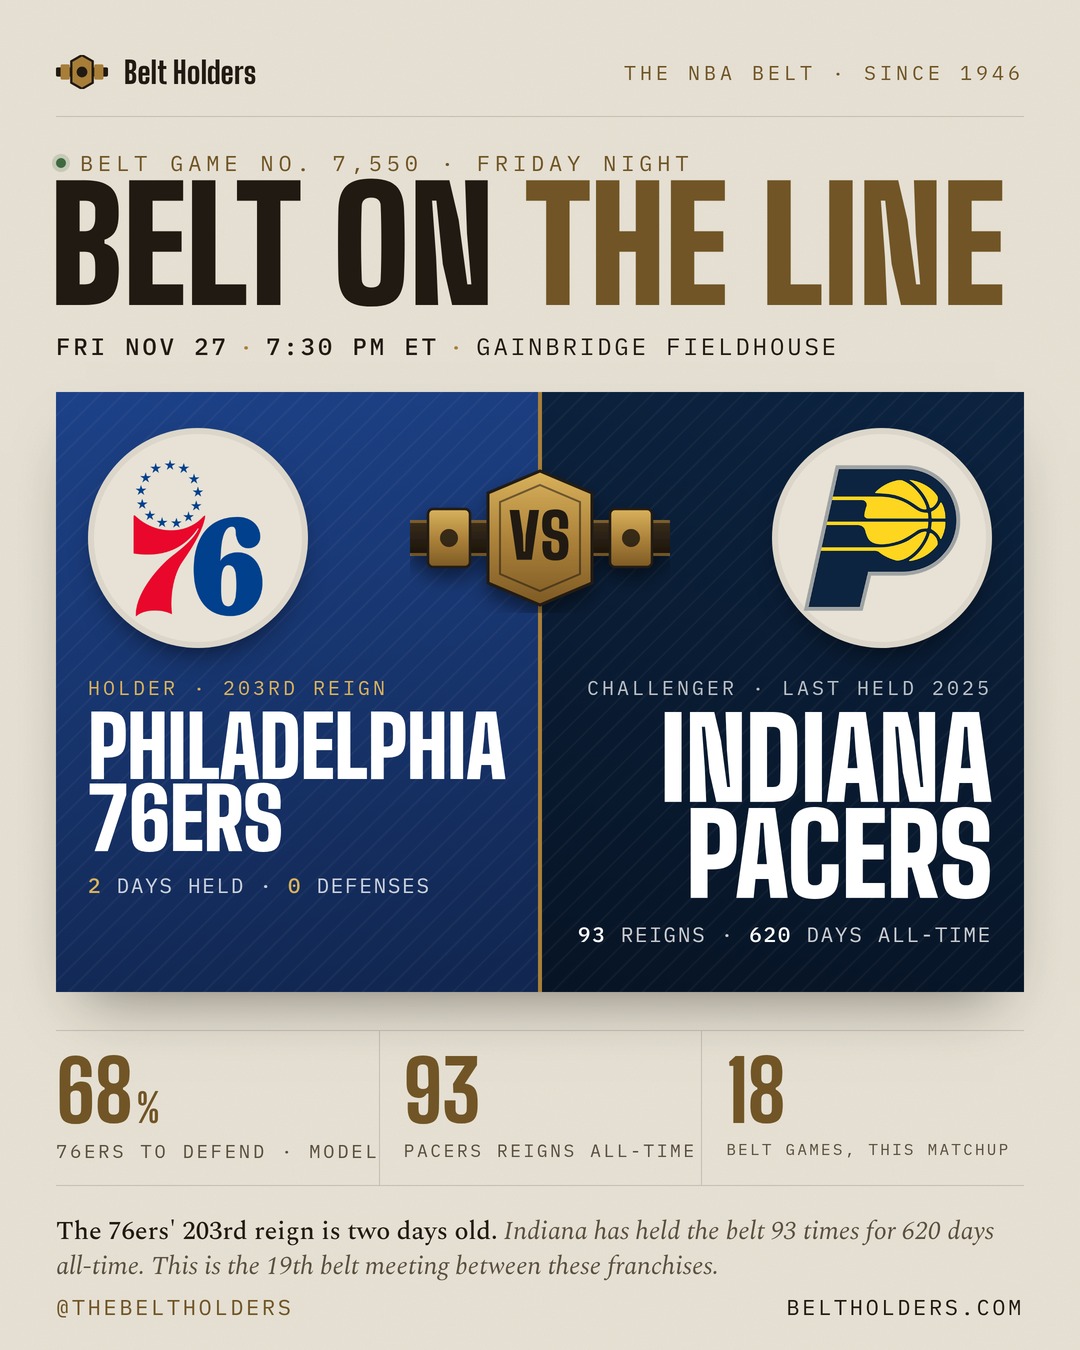 Belt Holders
THE NBA BELT · SINCE 1946
BELT GAME NO. 7,550 · FRIDAY NIGHT
BELT ON THE LINE
FRI NOV 27 · 7:30 PM ET · GAINBRIDGE FIELDHOUSE
76
VS
P
HOLDER · 203RD REIGN
PHILADELPHIA
76ERS
2 DAYS HELD · 0 DEFENSES
CHALLENGER · LAST HELD 2025
INDIANA
PACERS
93 REIGNS · 620 DAYS ALL-TIME
68%
76ERS TO DEFEND · MODEL
93
PACERS REIGNS ALL-TIME
18
BELT GAMES, THIS MATCHUP
The 76ers' 203rd reign is two days old. Indiana has held the belt 93 times for 620 days
all-time. This is the 19th belt meeting between these franchises.
@THEBELTHOLDERS
BELTHOLDERS.COM